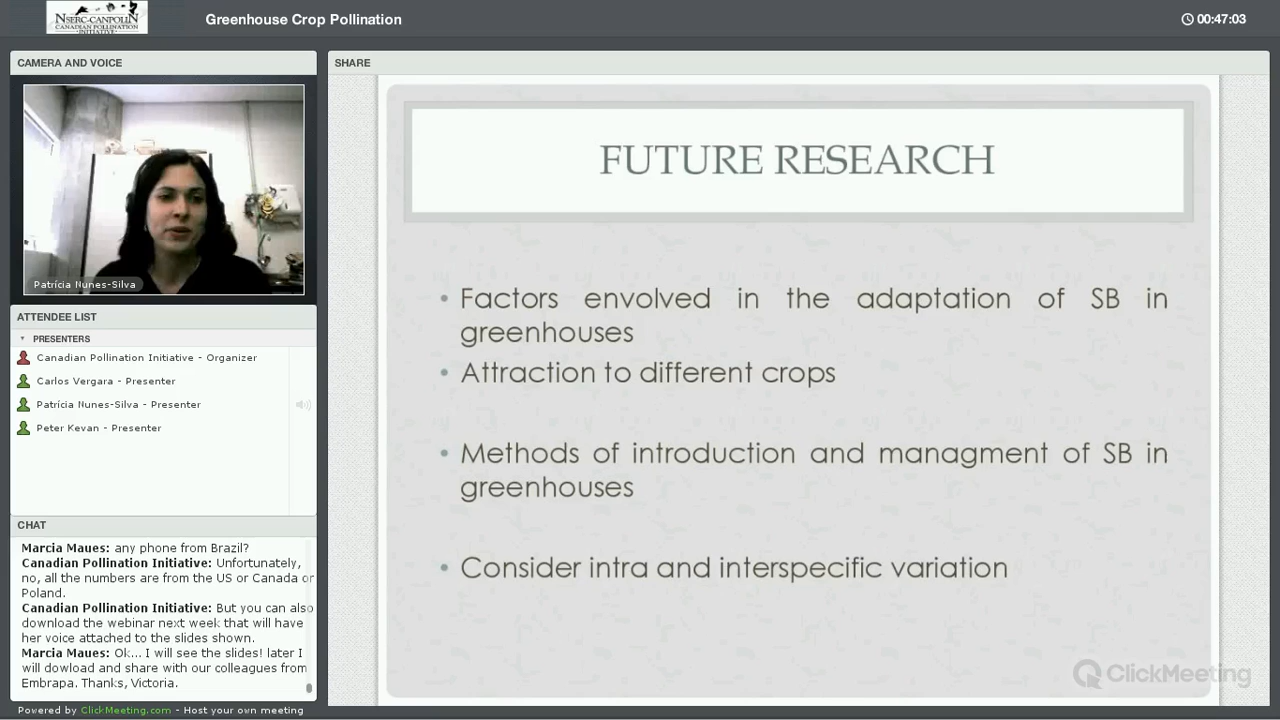 NSERC-CANPOLIN
CANADIAN POLLINATION
INITIATIVE
Greenhouse Crop Pollination
00:47:03
CAMERA AND VOICE
Patrícia Nunes-Silva
ATTENDEE LIST
PRESENTERS
Canadian Pollination Initiative - Organizer
Carlos Vergara - Presenter
Patrícia Nunes-Silva - Presenter
Peter Kevan - Presenter
CHAT
Marcia Maues: any phone from Brazil?
Canadian Pollination Initiative: Unfortunately,
no, all the numbers are from the US or Canada or
Poland.
Canadian Pollination Initiative: But you can also
download the webinar next week that will have
her voice attached to the slides shown.
Marcia Maues: Ok... I will see the slides! later I
will dowload and share with our colleagues from
Embrapa. Thanks, Victoria.
Powered by ClickMeeting.com - Host your own meeting
SHARE
FUTURE RESEARCH
• Factors envolved in the adaptation of SB in
greenhouses
• Attraction to different crops
• Methods of introduction and managment of SB in
greenhouses
• Consider intra and interspecific variation
ClickMeeting